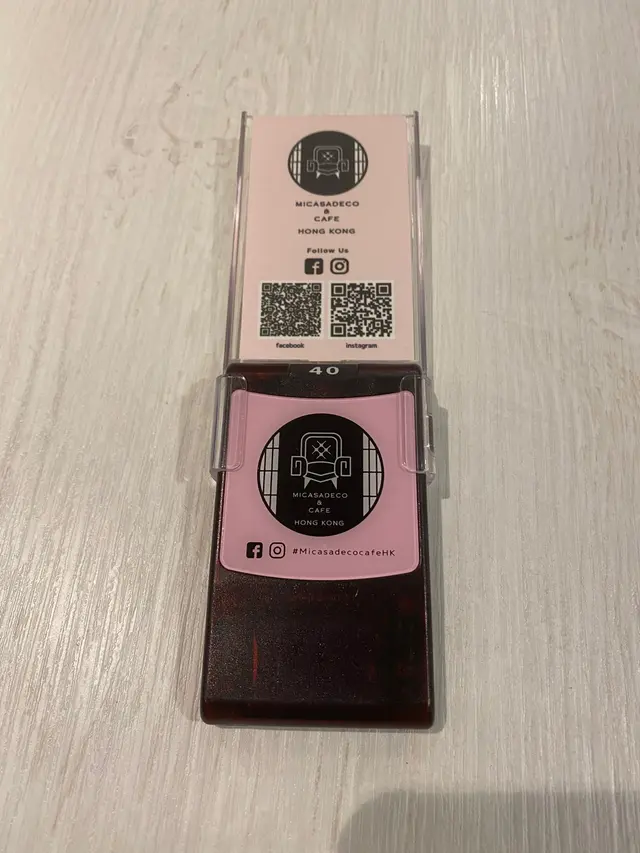 MICASADECO
&
CAFE
HONG KONG
Follow Us
facebook
instagram
40
MICASADECO
&
CAFE
HONG KONG
#MicasadecocafeHK